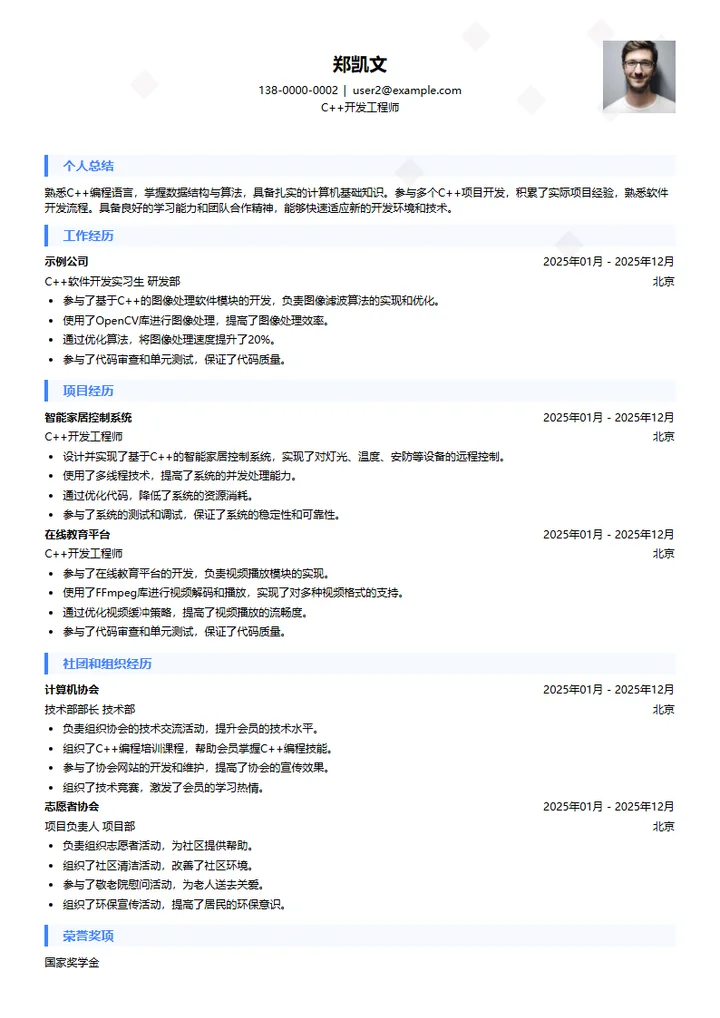 郑凯文
138-0000-0002 | user2@example.com
C++开发工程师
个人总结
熟悉C++编程语言，掌握数据结构与算法，具备扎实的计算机基础知识。参与多个C++项目开发，积累了实际项目经验，熟悉软件
开发流程。具备良好的学习能力和团队合作精神，能够快速适应新的开发环境和技术。
工作经历
示例公司 2025年01月 - 2025年12月
C++软件开发实习生 研发部 北京
• 参与了基于C++的图像处理软件模块的开发，负责图像滤波算法的实现和优化。
• 使用了OpenCV库进行图像处理，提高了图像处理效率。
• 通过优化算法，将图像处理速度提升了20%。
• 参与了代码审查和单元测试，保证了代码质量。
项目经历
智能家居控制系统 2025年01月 - 2025年12月
C++开发工程师 北京
• 设计并实现了基于C++的智能家居控制系统，实现了对灯光、温度、安防等设备的远程控制。
• 使用了多线程技术，提高了系统的并发处理能力。
• 通过优化代码，降低了系统的资源消耗。
• 参与了系统的测试和调试，保证了系统的稳定性和可靠性。
在线教育平台 2025年01月 - 2025年12月
C++开发工程师 北京
• 参与了在线教育平台的开发，负责视频播放模块的实现。
• 使用了FFmpeg库进行视频解码和播放，实现了对多种视频格式的支持。
• 通过优化视频缓冲策略，提高了视频播放的流畅度。
• 参与了代码审查和单元测试，保证了代码质量。
社团和组织经历
计算机协会 2025年01月 - 2025年12月
技术部部长 技术部 北京
• 负责组织协会的技术交流活动，提升会员的技术水平。
• 组织了C++编程培训课程，帮助会员掌握C++编程技能。
• 参与了协会网站的开发和维护，提高了协会的宣传效果。
• 组织了技术竞赛，激发了会员的学习热情。
志愿者协会 2025年01月 - 2025年12月
项目负责人 项目部 北京
• 负责组织志愿者活动，为社区提供帮助。
• 组织了社区清洁活动，改善了社区环境。
• 参与了敬老院慰问活动，为老人送去关爱。
• 组织了环保宣传活动，提高了居民的环保意识。
荣誉奖项
国家奖学金